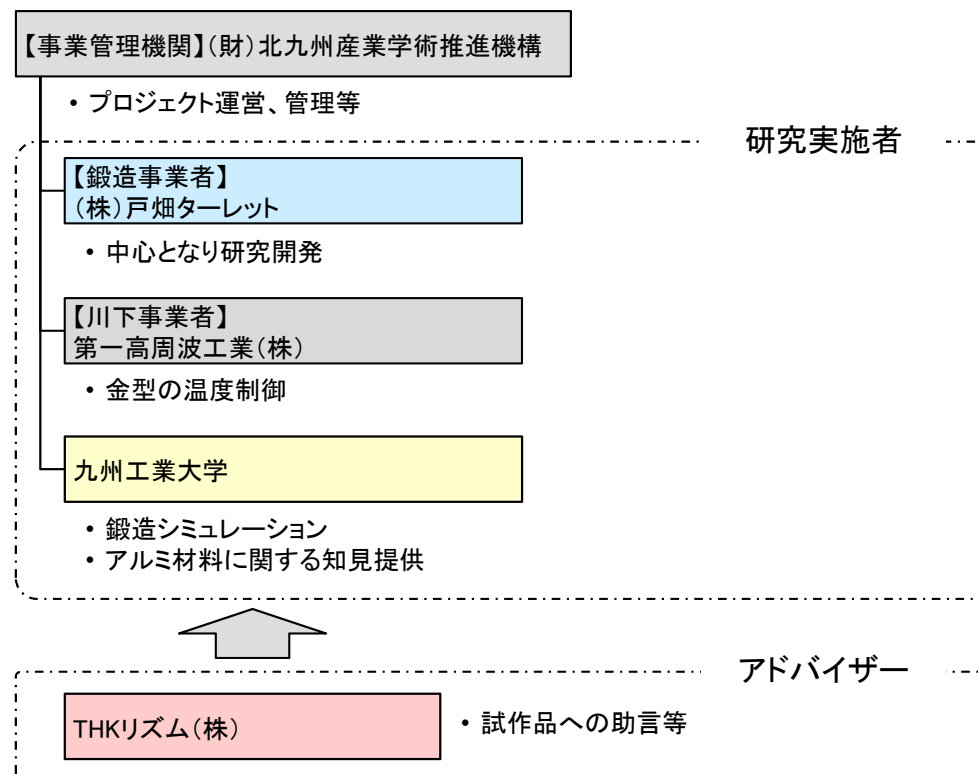 【事業管理機関】(財)北九州産業学術推進機構
• プロジェクト運営、管理等
研究実施者
【鍛造事業者】
(株)戸畑ターレット
• 中心となり研究開発
【川下事業者】
第一高周波工業(株)
• 金型の温度制御
九州工業大学
• 鍛造シミュレーション
• アルミ材料に関する知見提供
アドバイザー
THKリズム(株)
• 試作品への助言等